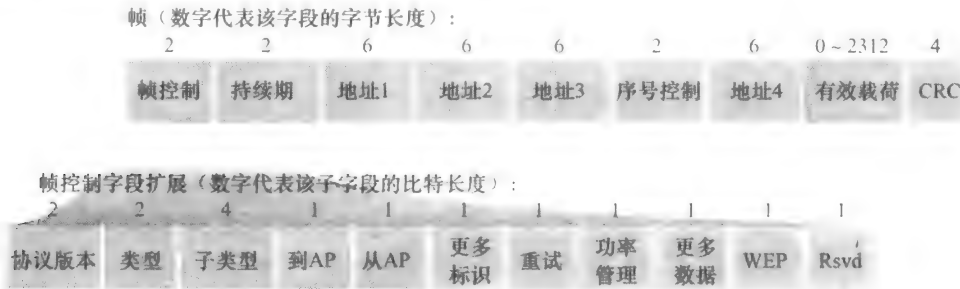 帧（数字代表该字段的字节长度）:
2 2 6 6 6 2 6 0~2312 4
帧控制 持续期 地址1 地址2 地址3 序号控制 地址4 有效载荷 CRC
帧控制字段扩展（数字代表该子字段的比特长度）:
2 2 4 1 1 1 1 1 1 1 1
协议版本 类型 子类型 到AP 从AP 更多标识 重试 功率管理 更多数据 WEP Rsvd